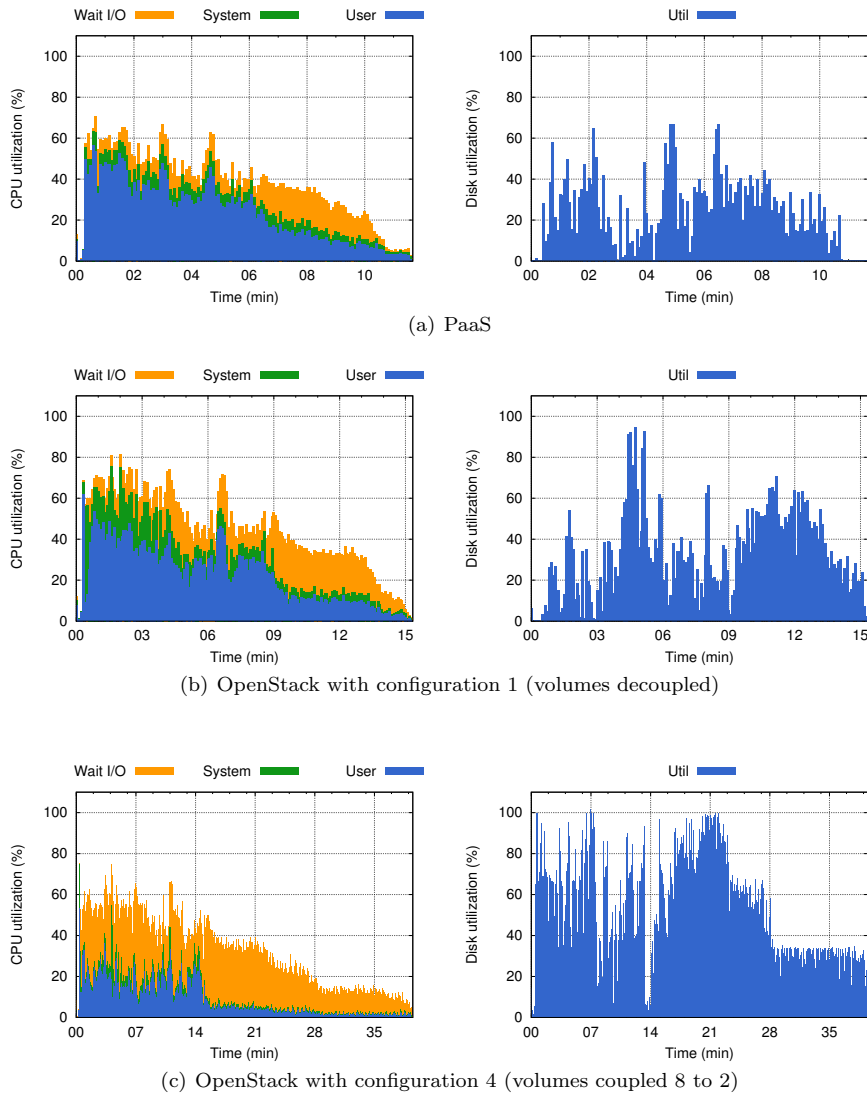 Wait I/O System User
Util
CPU utilization (%)
100
80
60
40
20
0
00 02 04 06 08 10
Time (min)
Disk utilization (%)
100
80
60
40
20
0
00 02 04 06 08 10
Time (min)
(a) PaaS
Wait I/O System User
Util
CPU utilization (%)
100
80
60
40
20
0
00 03 06 09 12 15
Time (min)
Disk utilization (%)
100
80
60
40
20
0
00 03 06 09 12 15
Time (min)
(b) OpenStack with configuration 1 (volumes decoupled)
Wait I/O System User
Util
CPU utilization (%)
100
80
60
40
20
0
00 07 14 21 28 35
Time (min)
Disk utilization (%)
100
80
60
40
20
0
00 07 14 21 28 35
Time (min)
(c) OpenStack with configuration 4 (volumes coupled 8 to 2)